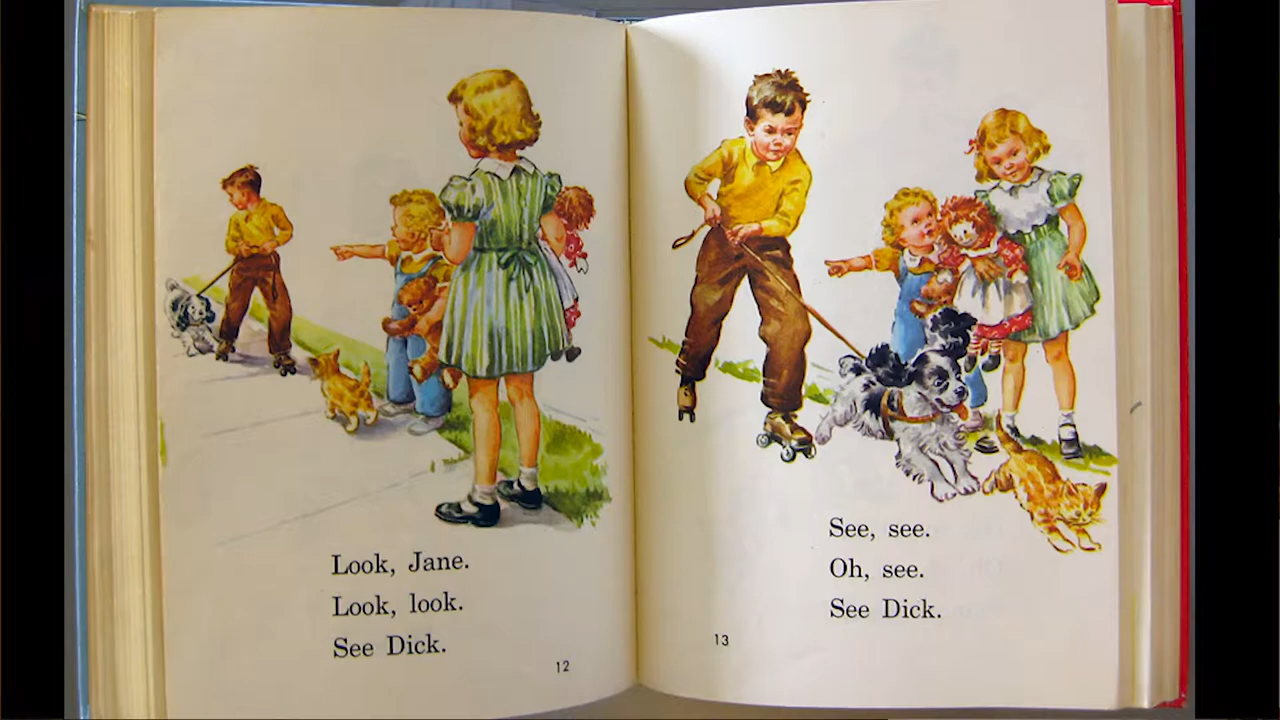 Look, Jane.
Look, look.
See Dick.
12
See, see.
Oh, see.
See Dick.
13